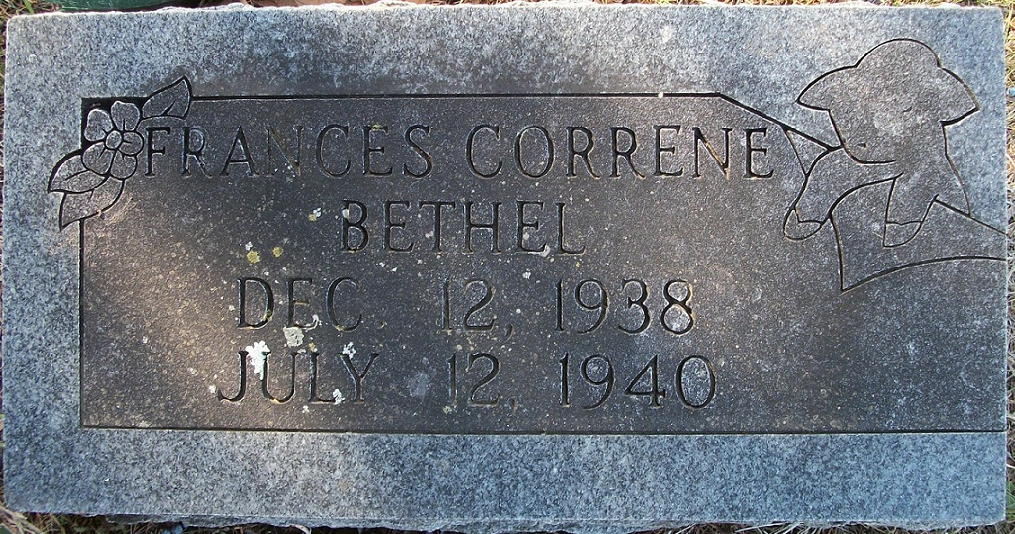 FRANCES CORRENE
BETHEL
DEC. 12, 1938
JULY 12, 1940